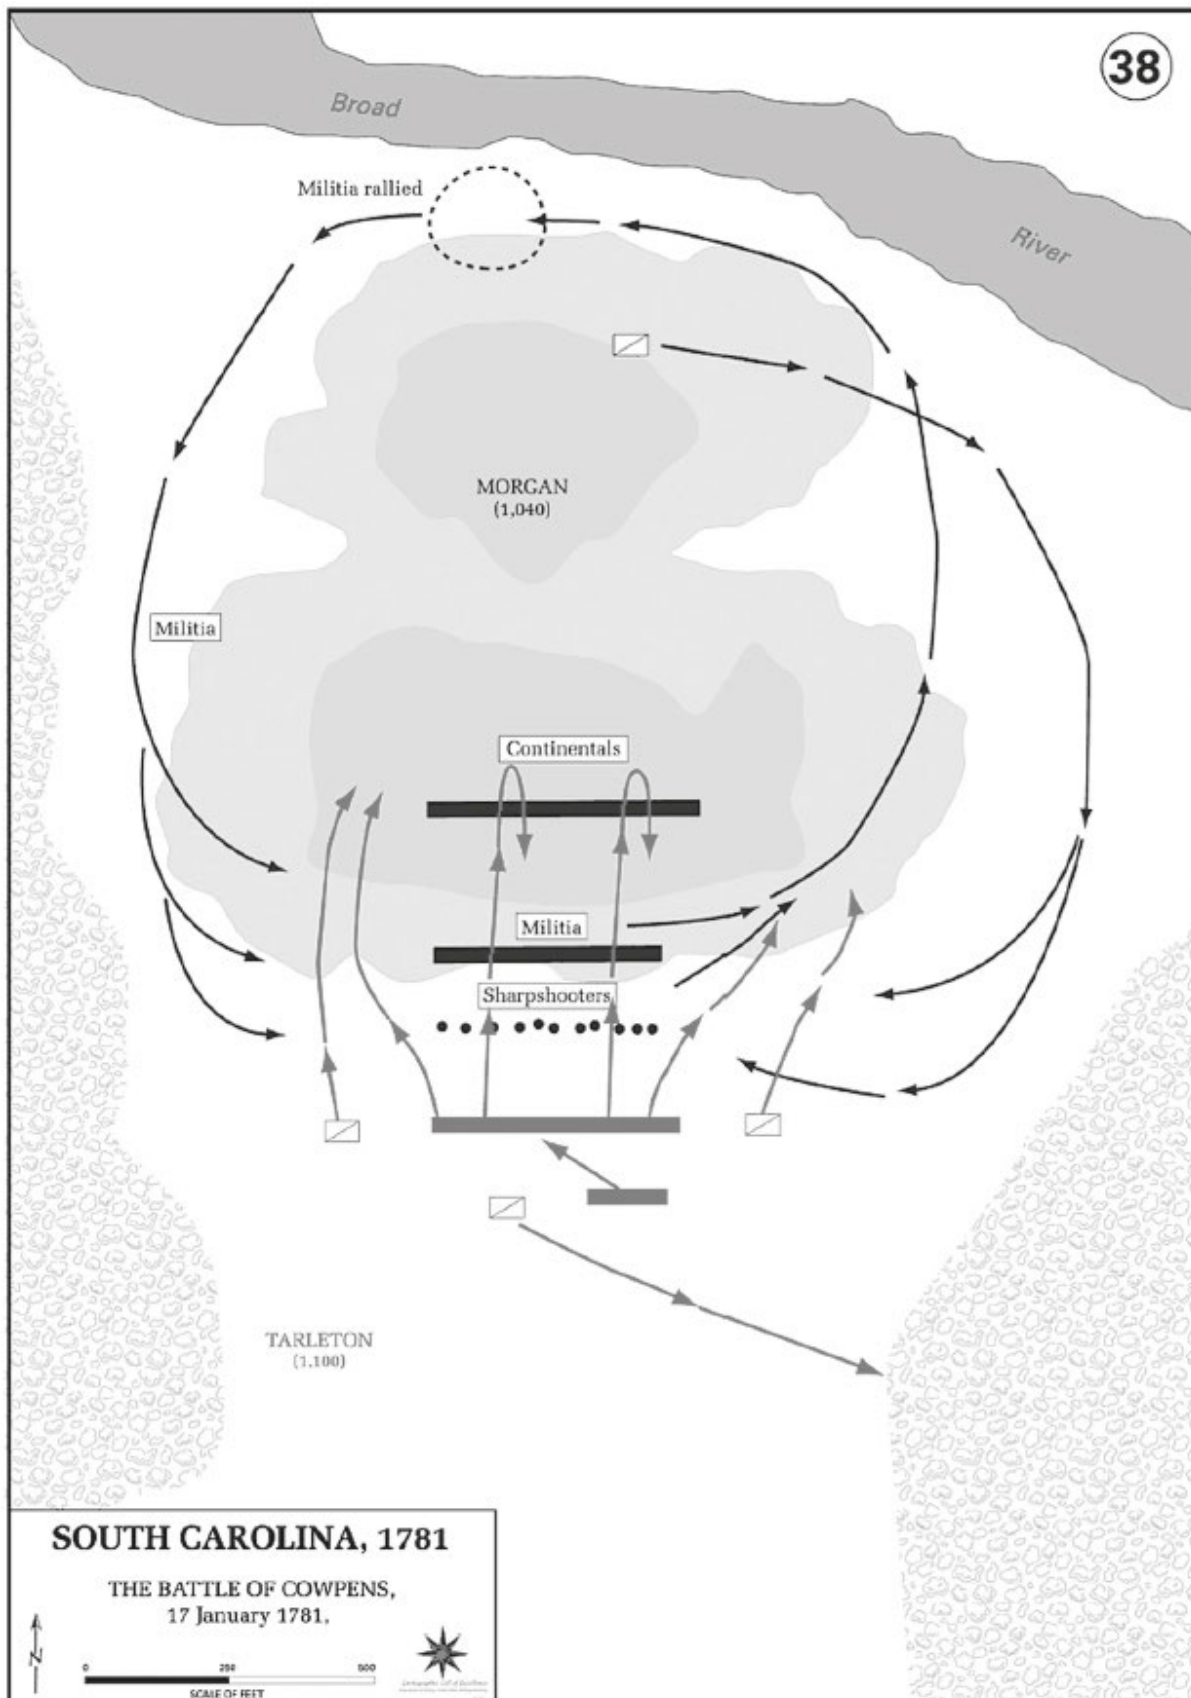 38
Broad
River
Militia rallied
MORGAN
(1,040)
Militia
Continentals
Militia
Sharpshooters
TARLETON
(1,100)
SOUTH CAROLINA, 1781
THE BATTLE OF COWPENS,
17 January 1781.
N
0 250 500
SCALE OF FEET